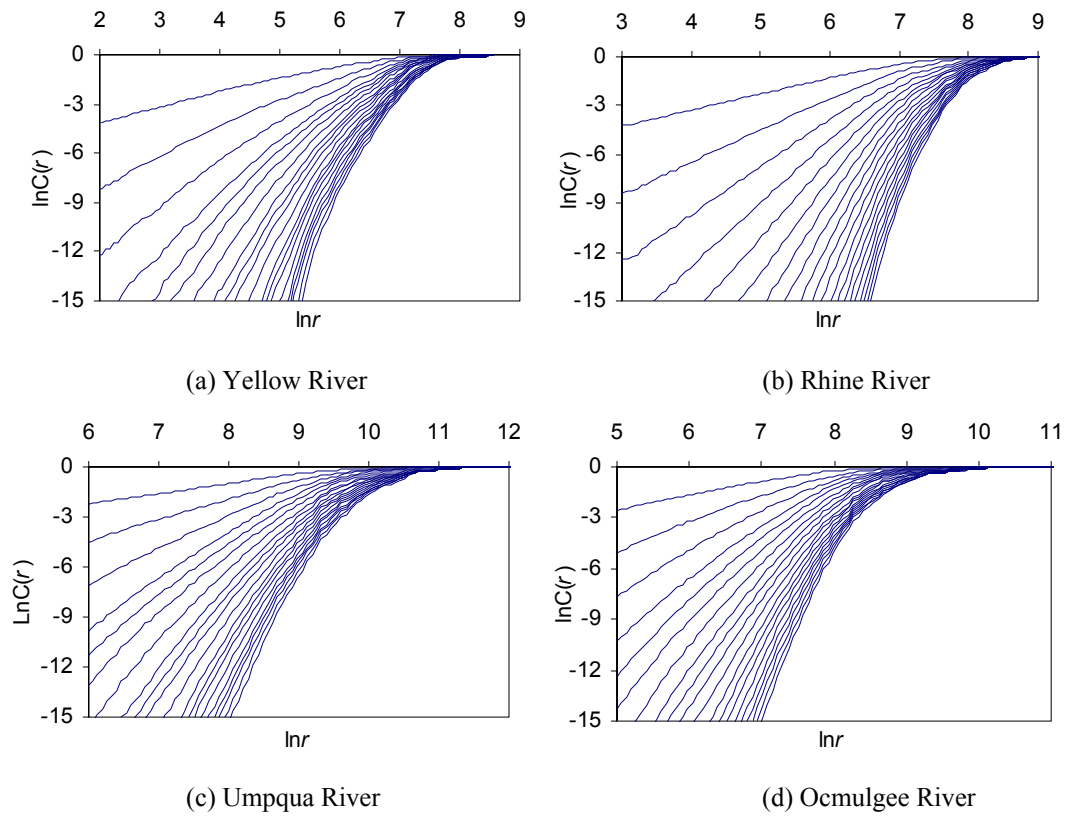 2 3 4 5 6 7 8 9
0
-3
-6
-9
-12
-15
lnC(r)
lnr
(a) Yellow River
3 4 5 6 7 8 9
0
-3
-6
-9
-12
-15
lnC(r)
lnr
(b) Rhine River
6 7 8 9 10 11 12
0
-3
-6
-9
-12
-15
LnC(r)
lnr
(c) Umpqua River
5 6 7 8 9 10 11
0
-3
-6
-9
-12
-15
lnC(r)
lnr
(d) Ocmulgee River